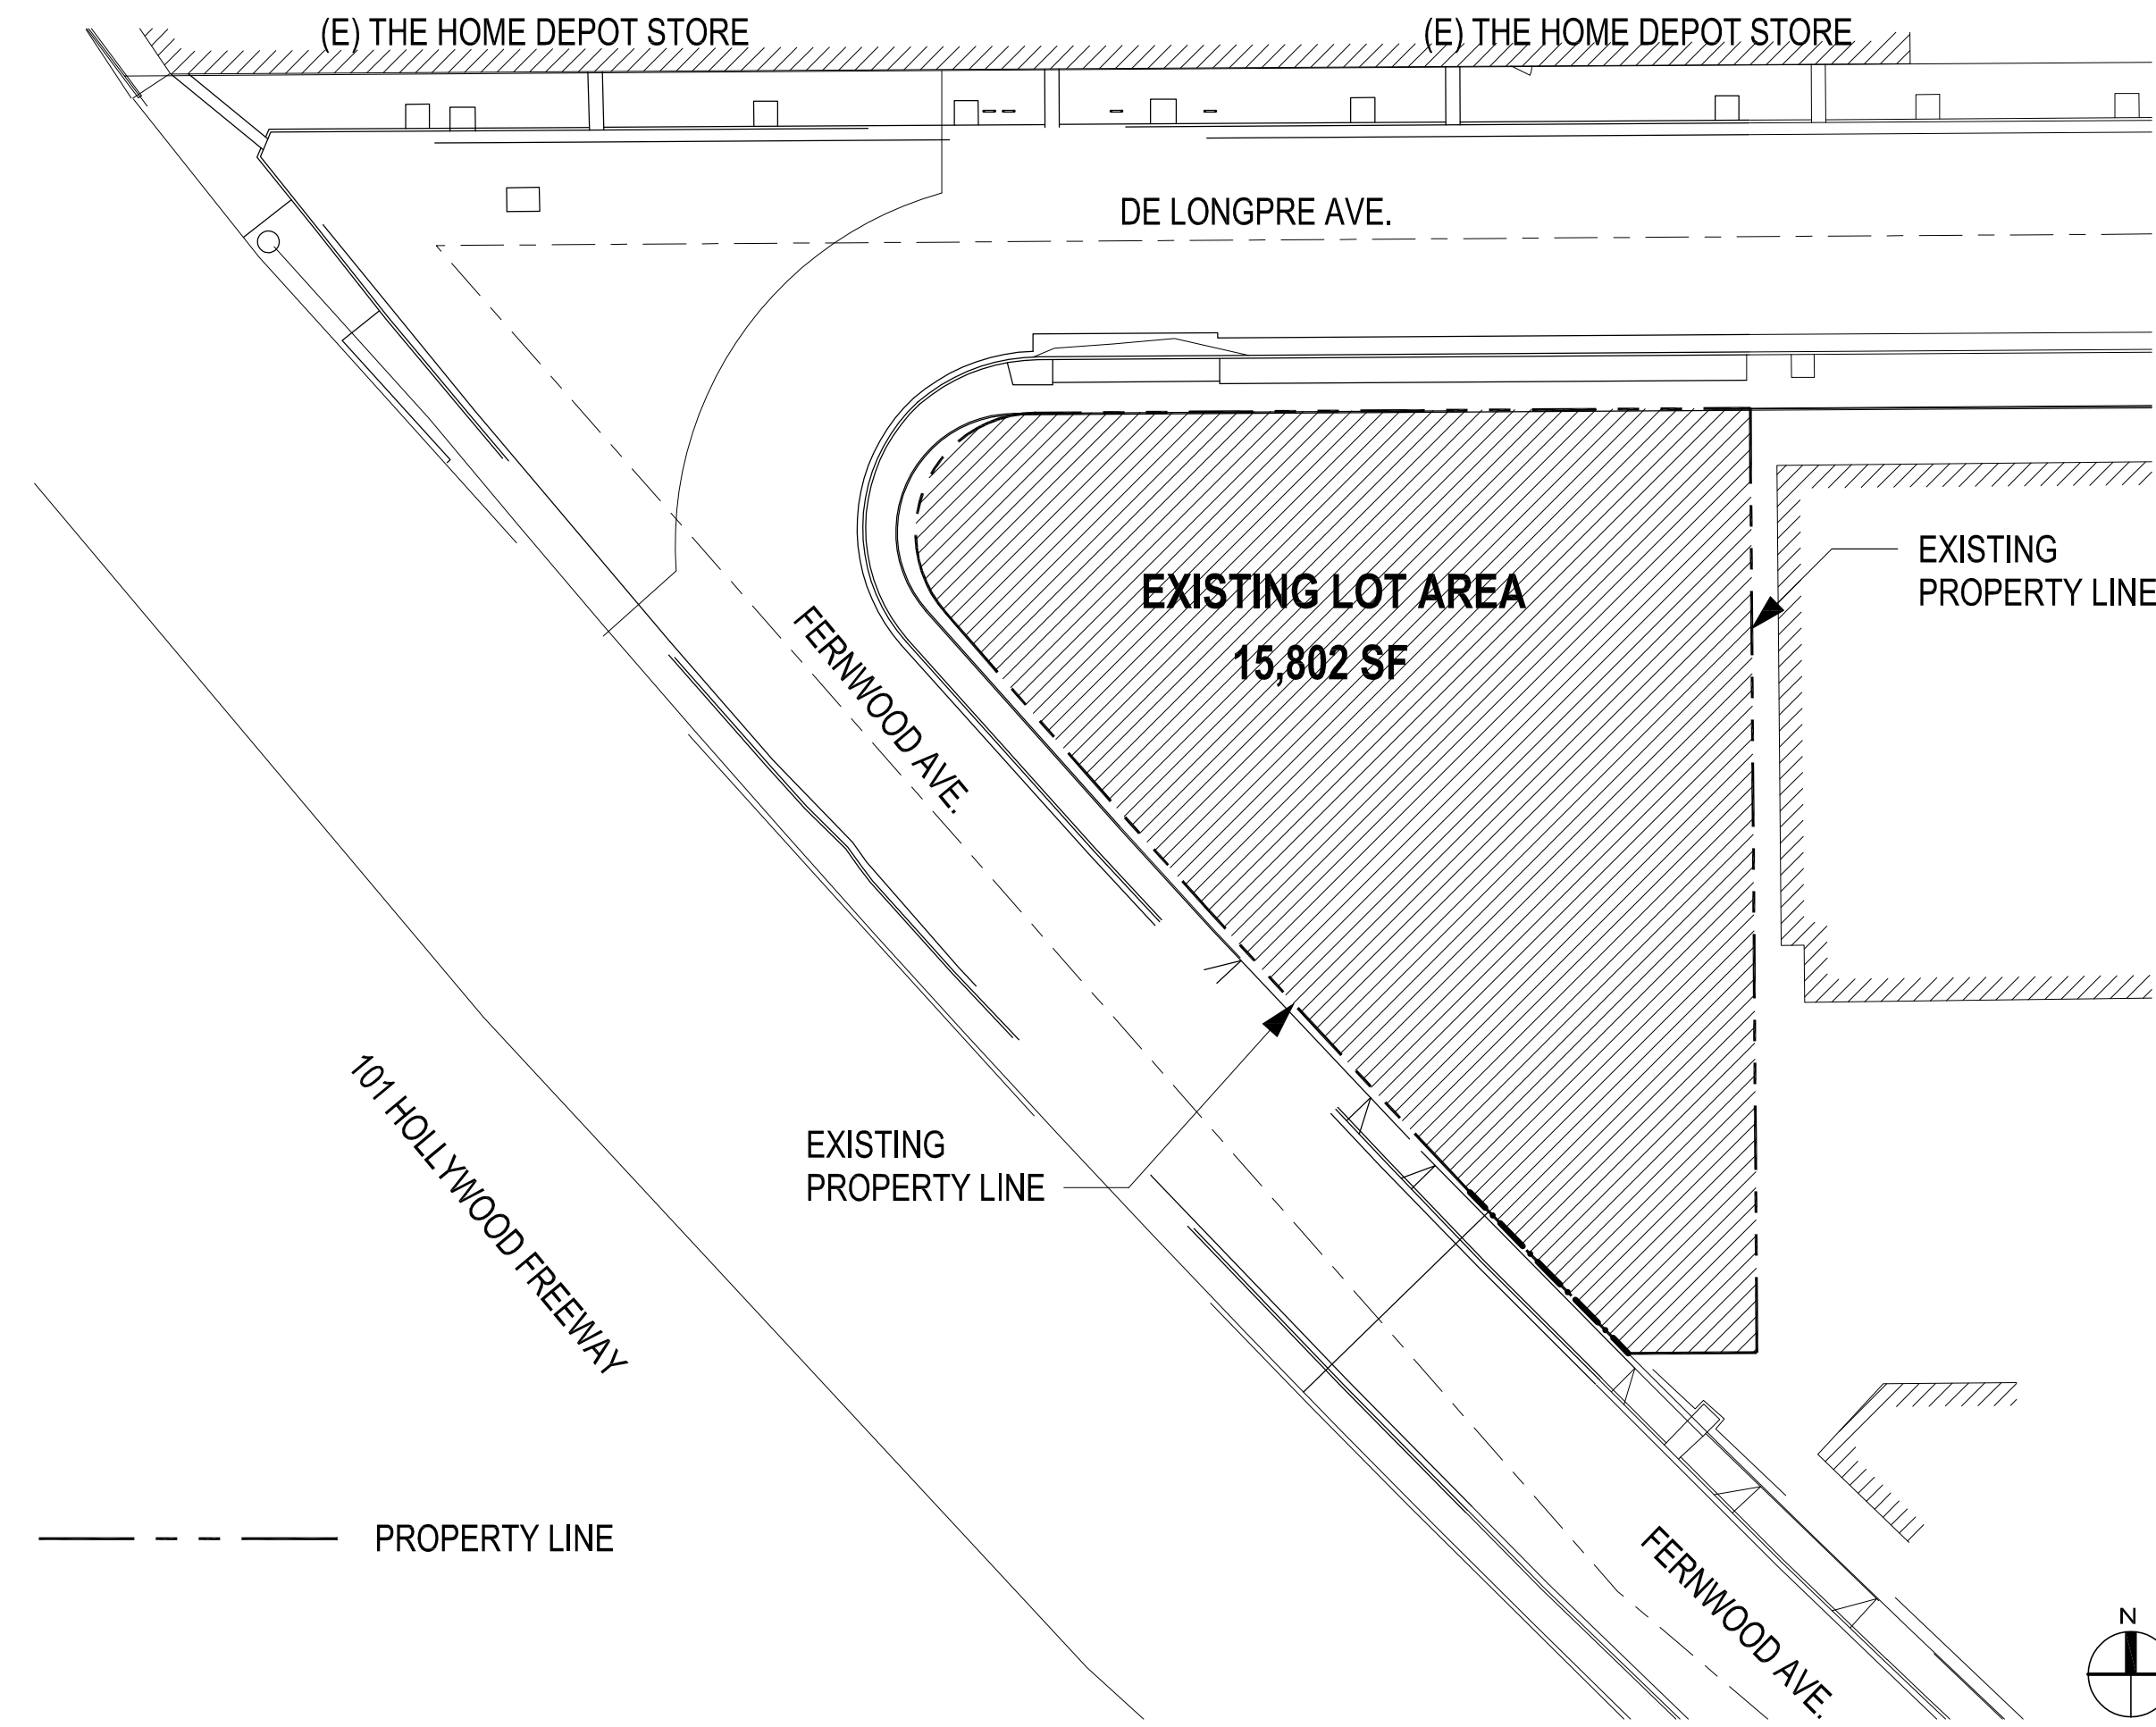 (E) THE HOME DEPOT STORE
(E) THE HOME DEPOT STORE
DE LONGPRE AVE.
EXISTING
PROPERTY LINE
EXISTING LOT AREA
15,802 SF
FERNWOOD AVE.
101 HOLLYWOOD FREEWAY
EXISTING
PROPERTY LINE
PROPERTY LINE
FERNWOOD AVE.
N